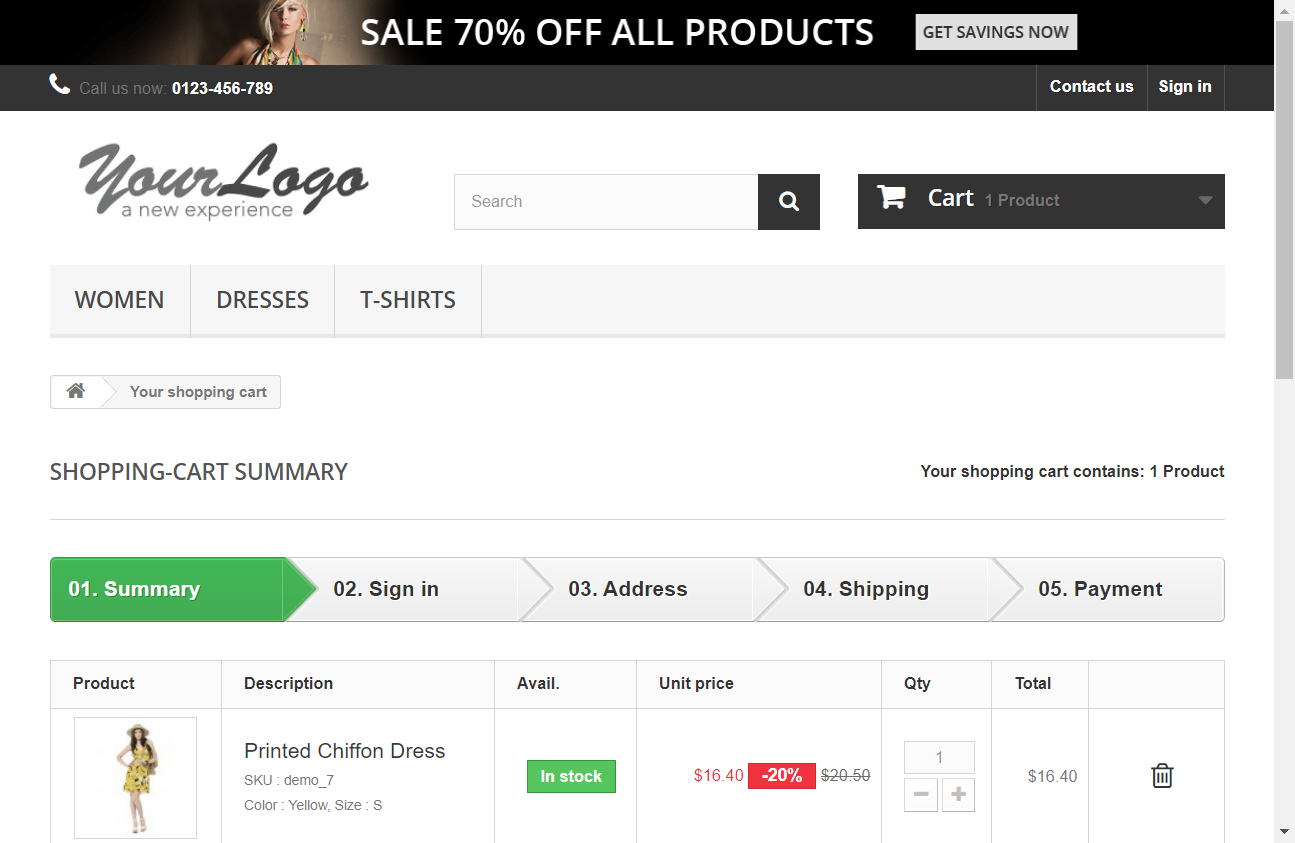 SALE 70% OFF ALL PRODUCTS GET SAVINGS NOW
Call us now: 0123-456-789 Contact us Sign in
Your Logo
a new experience
Search
Cart 1 Product
WOMEN DRESSES T-SHIRTS
Your shopping cart
SHOPPING-CART SUMMARY Your shopping cart contains: 1 Product
01. Summary 02. Sign in 03. Address 04. Shipping 05. Payment
Product Description Avail. Unit price Qty Total
Printed Chiffon Dress
SKU : demo_7
Color : Yellow, Size : S
In stock
$16.40 -20% $20.50
1
$16.40